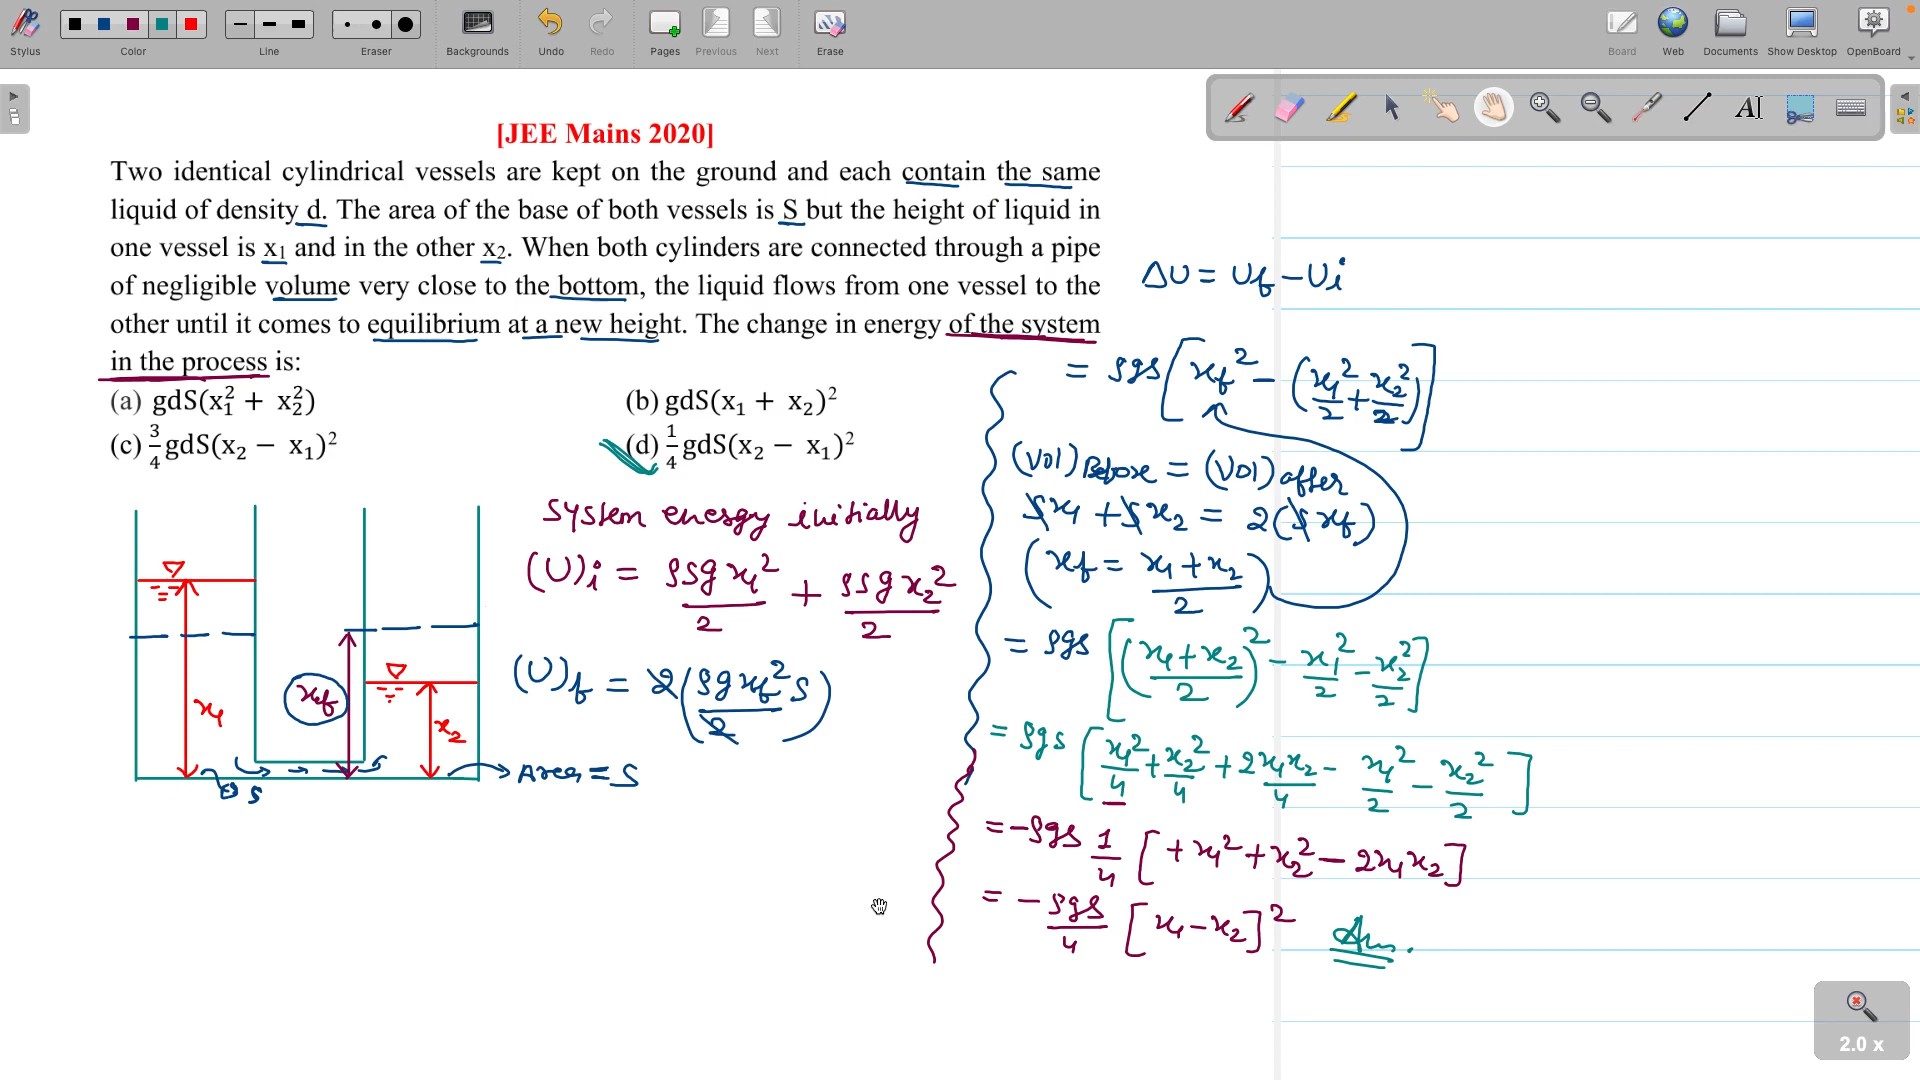 Stylus Color Line Eraser Backgrounds Undo Redo Pages Previous Next Erase Board Web Documents Show Desktop OpenBoard
[JEE Mains 2020]
Two identical cylindrical vessels are kept on the ground and each contain the same
liquid of density d. The area of the base of both vessels is S but the height of liquid in
one vessel is x₁ and in the other x₂. When both cylinders are connected through a pipe
of negligible volume very close to the bottom, the liquid flows from one vessel to the
other until it comes to equilibrium at a new height. The change in energy of the system
in the process is:
(a) gdS(x₁² + x₂²)
(b) gdS(x₁ + x₂)²
(c) 3/4 gdS(x₂ − x₁)²
(d) 1/4 gdS(x₂ − x₁)²
System energy initially
(U)i = ρsgx₁²/2 + ρsgx₂²/2
(U)f = 2(ρgxf²/2 S)
x₁
xf
x₂
S
Area = S
ΔU = Uf − Ui
= ρgs[xf² − (x₁²/2 + x₂²/2)]
(Vol) Before = (Vol) after
Sx₁ + Sx₂ = 2(Sxf)
(xf = x₁ + x₂/2)
= ρgs[(x₁+x₂/2)² − x₁²/2 − x₂²/2]
= ρgs[x₁²/4 + x₂²/4 + 2x₁x₂/4 − x₁²/2 − x₂²/2]
= −ρgs 1/4 [+x₁² + x₂² − 2x₁x₂]
= −ρgs/4 [x₁ − x₂]² Ans.
2.0 x